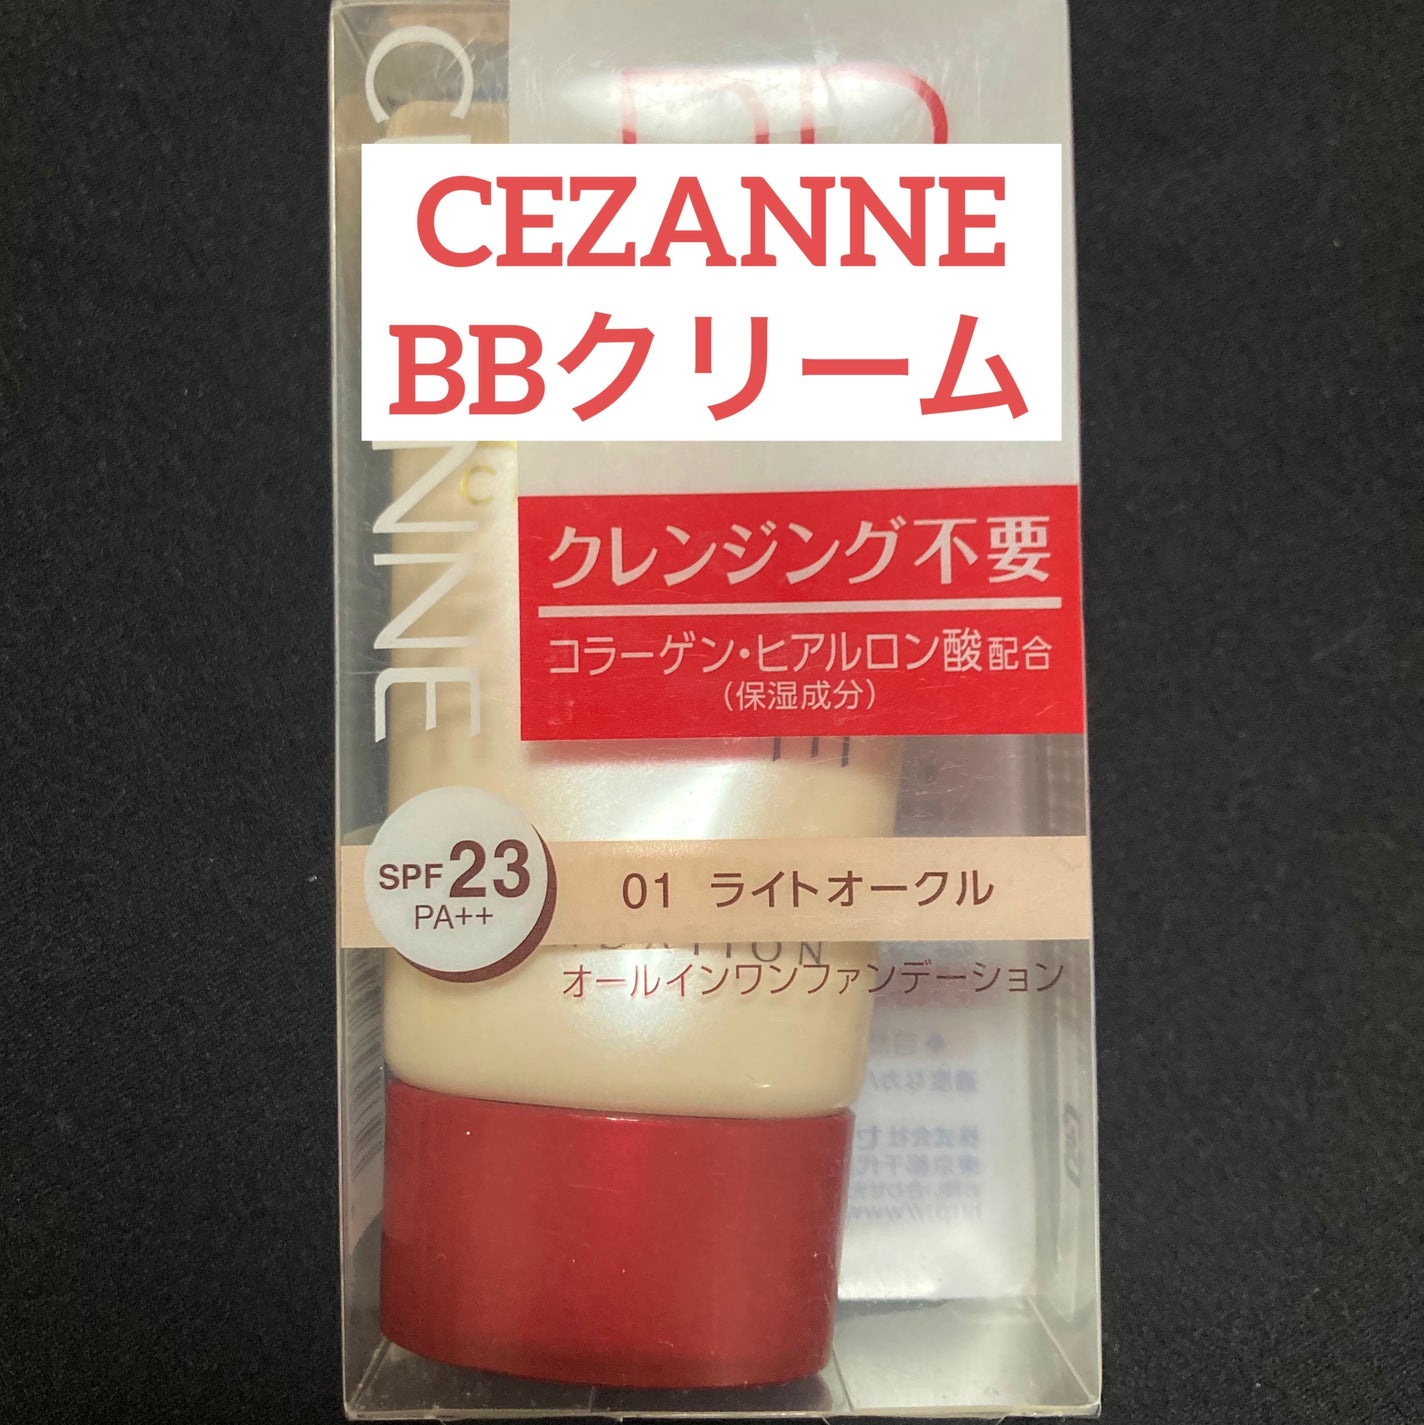 CEZANNE
BBクリーム
クレンジング不要
コラーゲン・ヒアルロン酸配合
（保湿成分）
SPF23
PA++
01 ライトオークル
オールインワンファンデーション